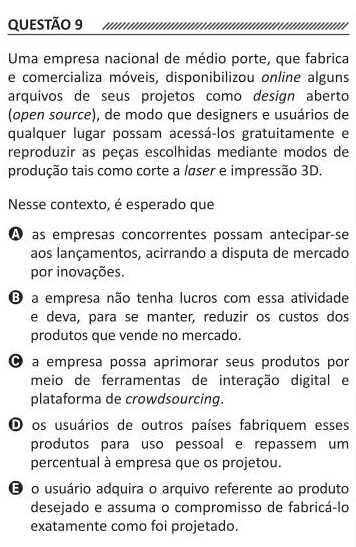 QUESTÃO 9
Uma empresa nacional de médio porte, que fabrica
e comercializa móveis, disponibilizou online alguns
arquivos de seus projetos como design aberto
(open source), de modo que designers e usuários de
qualquer lugar possam acessá-los gratuitamente e
reproduzir as peças escolhidas mediante modos de
produção tais como corte a laser e impressão 3D.
Nesse contexto, é esperado que
A as empresas concorrentes possam antecipar-se
aos lançamentos, acirrando a disputa de mercado
por inovações.
B a empresa não tenha lucros com essa atividade
e deva, para se manter, reduzir os custos dos
produtos que vende no mercado.
C a empresa possa aprimorar seus produtos por
meio de ferramentas de interação digital e
plataforma de crowdsourcing.
D os usuários de outros países fabriquem esses
produtos para uso pessoal e repassem um
percentual à empresa que os projetou.
E o usuário adquira o arquivo referente ao produto
desejado e assuma o compromisso de fabricá-lo
exatamente como foi projetado.